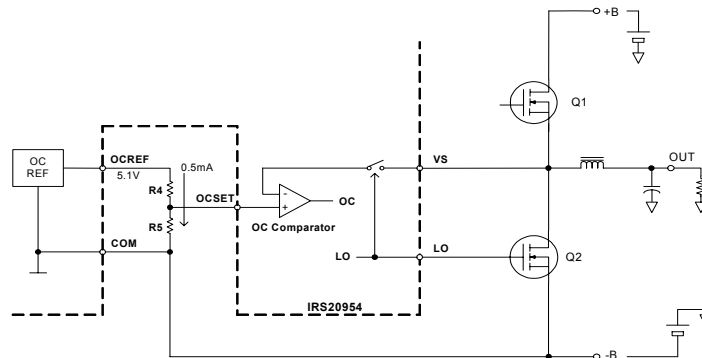 +B
Q1
OC
REF
OCREF
5.1V
0.5mA
R4
R5
OCSET
VS
OUT
-
+
OC
OC Comparator
COM
LO
LO
Q2
IRS20954
-B